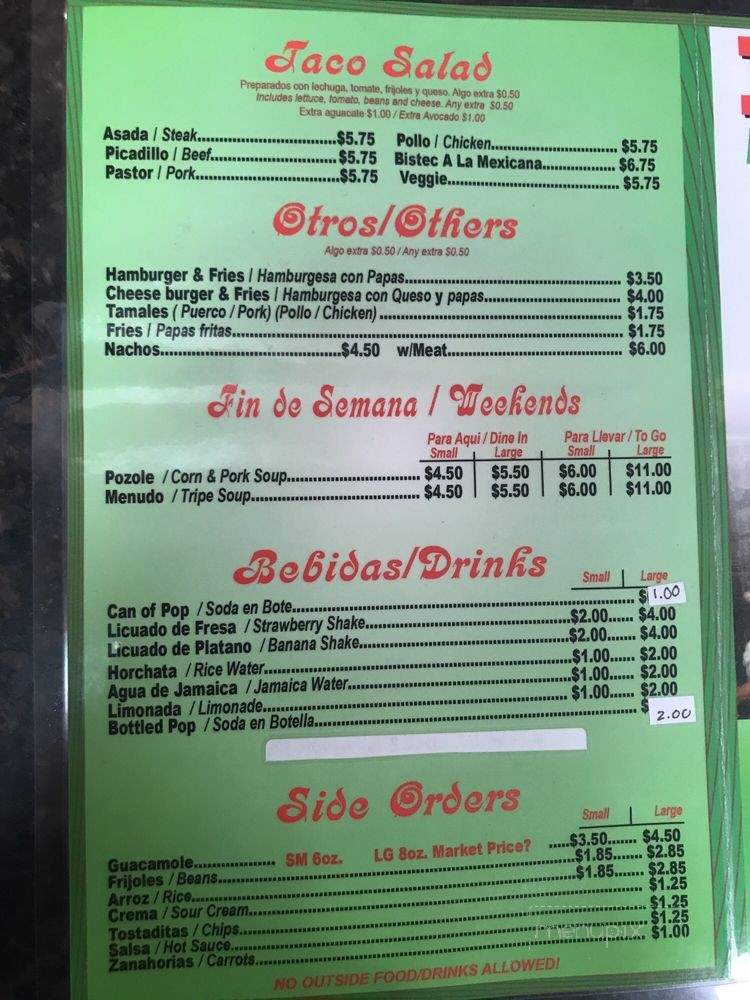 Taco Salad
Preparados con lechuga, tomate, frijoles y queso. Algo extra $0.50
Includes lettuce, tomato, beans and cheese. Any extra $0.50
Extra aguacate $1.00 / Extra Avocado $1.00
Asada / Steak..............................$5.75 Pollo / Chicken.............................. $5.75
Picadillo / Beef...........................$5.75 Bistec A La Mexicana.................. $6.75
Pastor / Pork...............................$5.75 Veggie......................................... $5.75
Otros/Others
Algo extra $0.50 / Any extra $0.50
Hamburger & Fries / Hamburgesa con Papas.................................................. $3.50
Cheese burger & Fries / Hamburgesa con Queso y papas................................ $4.00
Tamales ( Puerco / Pork) (Pollo / Chicken) ...................................................... $1.75
Fries / Papas fritas....................................................................................... $1.75
Nachos.......................................$4.50 w/Meat......................................... $6.00
Fin de Semana / Weekends
Para Aqui / Dine In Para Llevar / To Go
Small Large Small Large
Pozole / Corn & Pork Soup.............................. $4.50 $5.50 $6.00 $11.00
Menudo / Tripe Soup...................................... $4.50 $5.50 $6.00 $11.00
Bebidas/Drinks
Small Large
Can of Pop / Soda en Bote.............................................................................. $ 1.00
Licuado de Fresa / Strawberry Shake..............................................$2.00...... $4.00
Licuado de Platano / Banana Shake................................................$2.00...... $4.00
Horchata / Rice Water.....................................................................$1.00...... $2.00
Agua de Jamaica / Jamaica Water...................................................$1.00...... $2.00
Limonada / Limonade......................................................................$1.00...... $2.00
Bottled Pop / Soda en Botella......................................................................... $ 2.00
Side Orders
Small Large
Guacamole.................. SM 6oz. LG 8oz. Market Price? .....$3.50....... $4.50
Frijoles / Beans..............................................................................$1.85....... $2.85
Arroz / Rice....................................................................................$1.85....... $2.85
Crema / Sour Cream....................................................................................... $1.25
Tostaditas / Chips.......................................................................................... $1.25
Salsa / Hot Sauce........................................................................................... $1.25
Zanahorias / Carrots....................................................................................... $1.00
menupix
NO OUTSIDE FOOD/DRINKS ALLOWED!